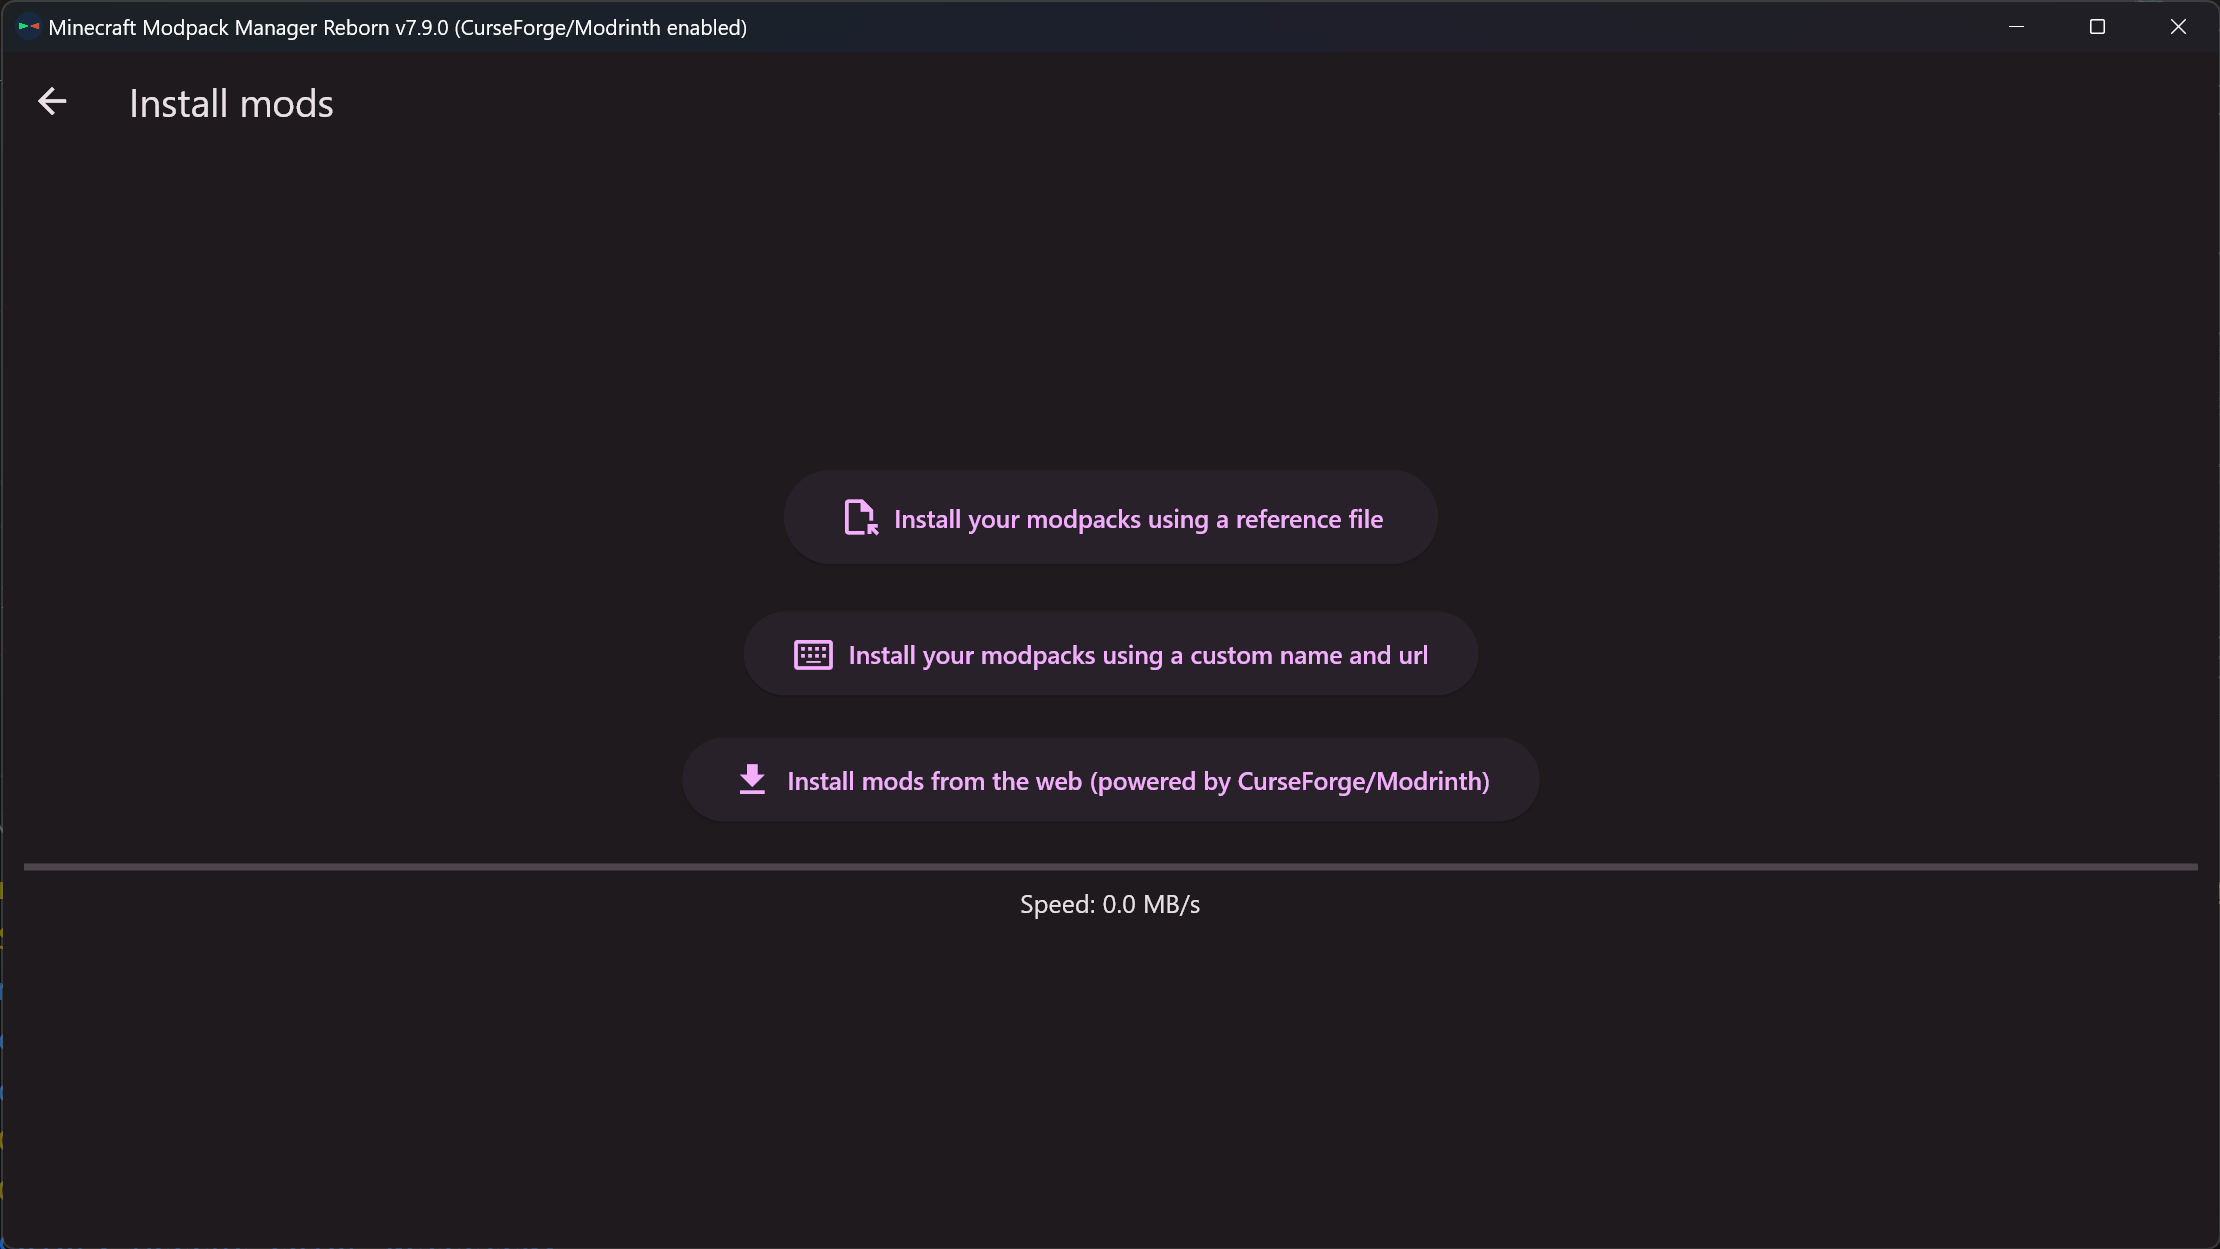 Minecraft Modpack Manager Reborn v7.9.0 (CurseForge/Modrinth enabled)
Install mods
Install your modpacks using a reference file
Install your modpacks using a custom name and url
Install mods from the web (powered by CurseForge/Modrinth)
Speed: 0.0 MB/s